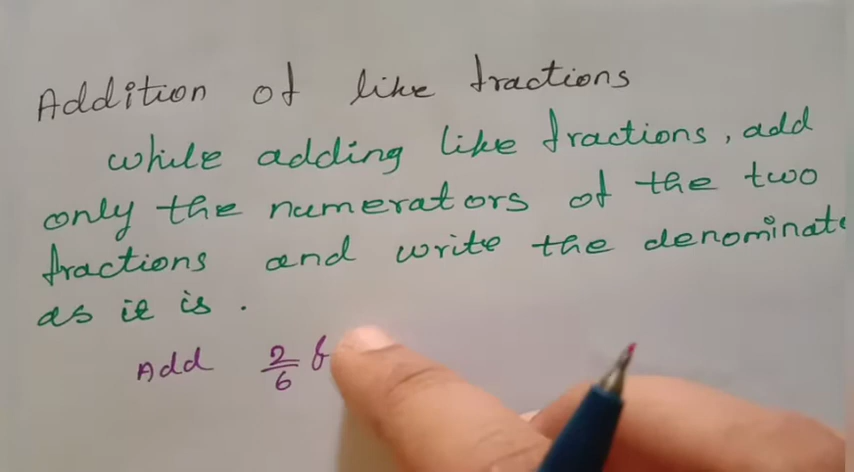 Addition of like fractions
while adding like fractions, add
only the numerators of the two
fractions and write the denominato
as it is.
Add 2/6